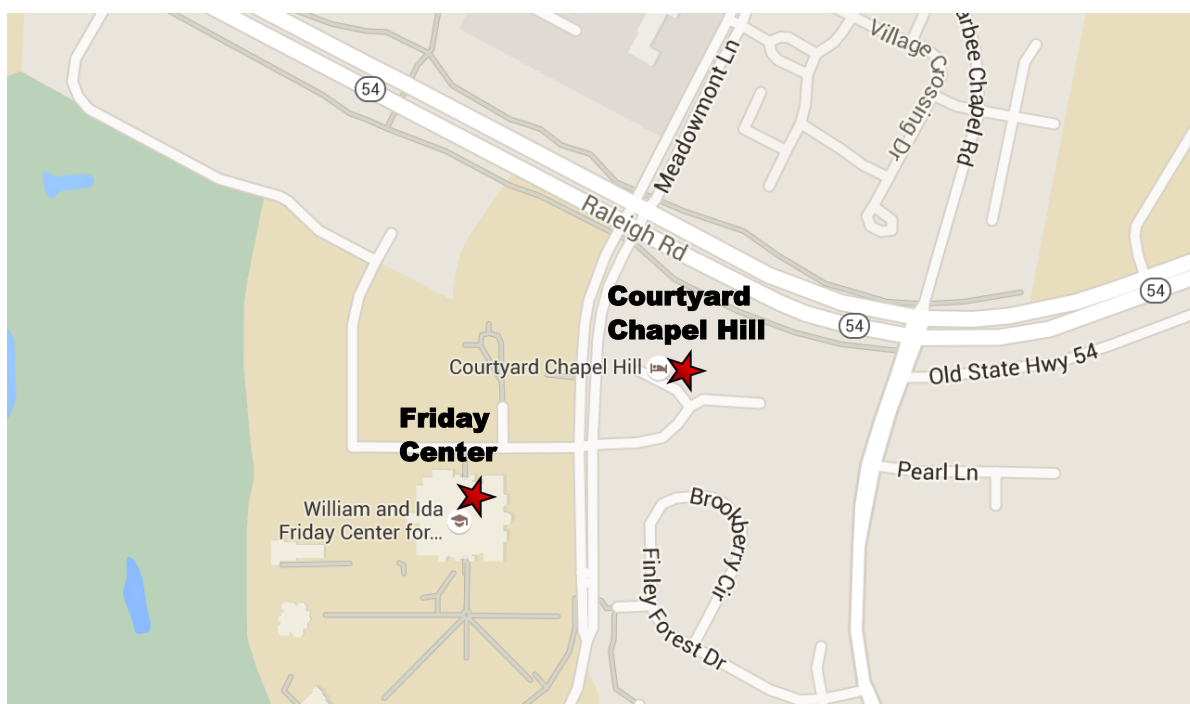 54
Meadowmont Ln
Village Crossing Dr
arbee Chapel Rd
Raleigh Rd
54
54
Courtyard
Chapel Hill
Courtyard Chapel Hill
Old State Hwy 54
Friday
Center
William and Ida
Friday Center for...
Pearl Ln
Brookberry Cir
Finley Forest Dr